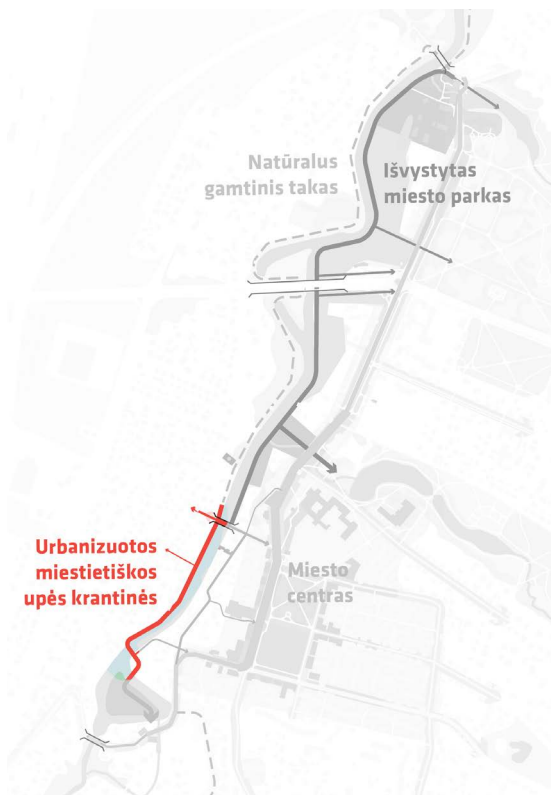 Natūralus
gamtinis takas
Išvystytas
miesto parkas
Urbanizuotos
miestietiškos
upės krantinės
Miesto
centras